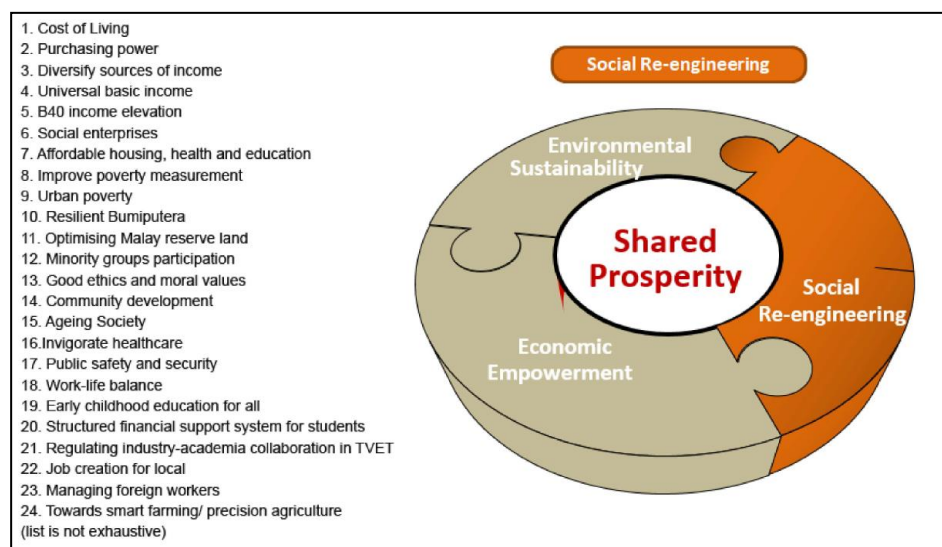 1. Cost of Living
2. Purchasing power
3. Diversify sources of income
4. Universal basic income
5. B40 income elevation
6. Social enterprises
7. Affordable housing, health and education
8. Improve poverty measurement
9. Urban poverty
10. Resilient Bumiputera
11. Optimising Malay reserve land
12. Minority groups participation
13. Good ethics and moral values
14. Community development
15. Ageing Society
16.Invigorate healthcare
17. Public safety and security
18. Work-life balance
19. Early childhood education for all
20. Structured financial support system for students
21. Regulating industry-academia collaboration in TVET
22. Job creation for local
23. Managing foreign workers
24. Towards smart farming/ precision agriculture
(list is not exhaustive)
Social Re-engineering
Environmental
Sustainability
Shared
Prosperity
Social
Re-engineering
Economic
Empowerment